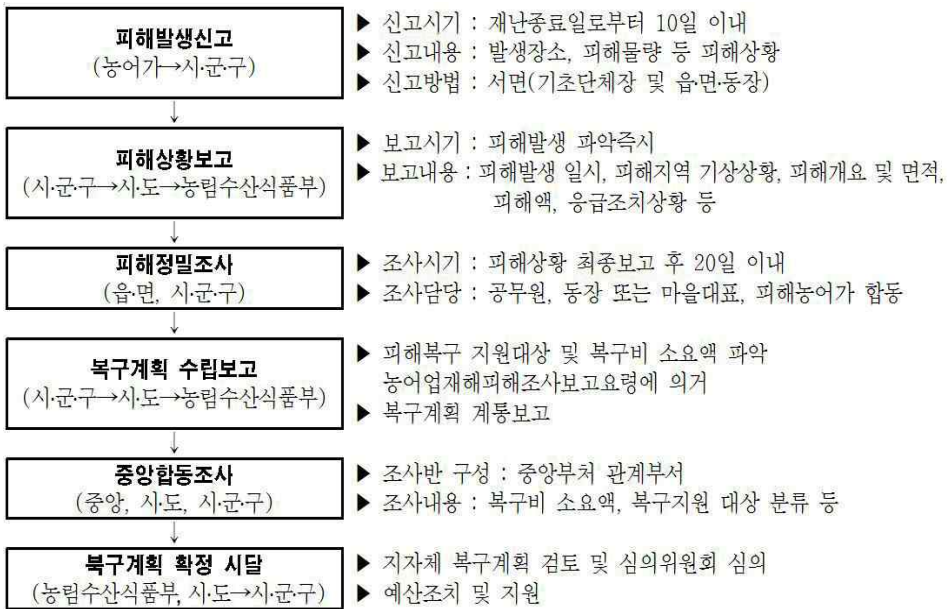 피해발생신고
(농어가→시·군·구)
▶ 신고시기 : 재난종료일로부터 10일 이내
▶ 신고내용 : 발생장소, 피해물량 등 피해상황
▶ 신고방법 : 서면(기초단체장 및 읍·면·동장)
↓
피해상황보고
(시·군·구→시·도→농림수산식품부)
▶ 보고시기 : 피해발생 파악즉시
▶ 보고내용 : 피해발생 일시, 피해지역 기상상황, 피해개요 및 면적,
피해액, 응급조치상황 등
↓
피해정밀조사
(읍·면, 시·군·구)
▶ 조사시기 : 피해상황 최종보고 후 20일 이내
▶ 조사담당 : 공무원, 동장 또는 마을대표, 피해농어가 합동
↓
복구계획 수립보고
(시·군·구→시·도→농림수산식품부)
▶ 피해복구 지원대상 및 복구비 소요액 파악
농어업재해피해조사보고요령에 의거
▶ 복구계획 계통보고
↓
중앙합동조사
(중앙, 시·도, 시·군·구)
▶ 조사반 구성 : 중앙부처 관계부서
▶ 조사내용 : 복구비 소요액, 복구지원 대상 분류 등
↓
북구계획 확정 시달
(농림수산식품부, 시·도→시·군·구)
▶ 지자체 복구계획 검토 및 심의위원회 심의
▶ 예산조치 및 지원